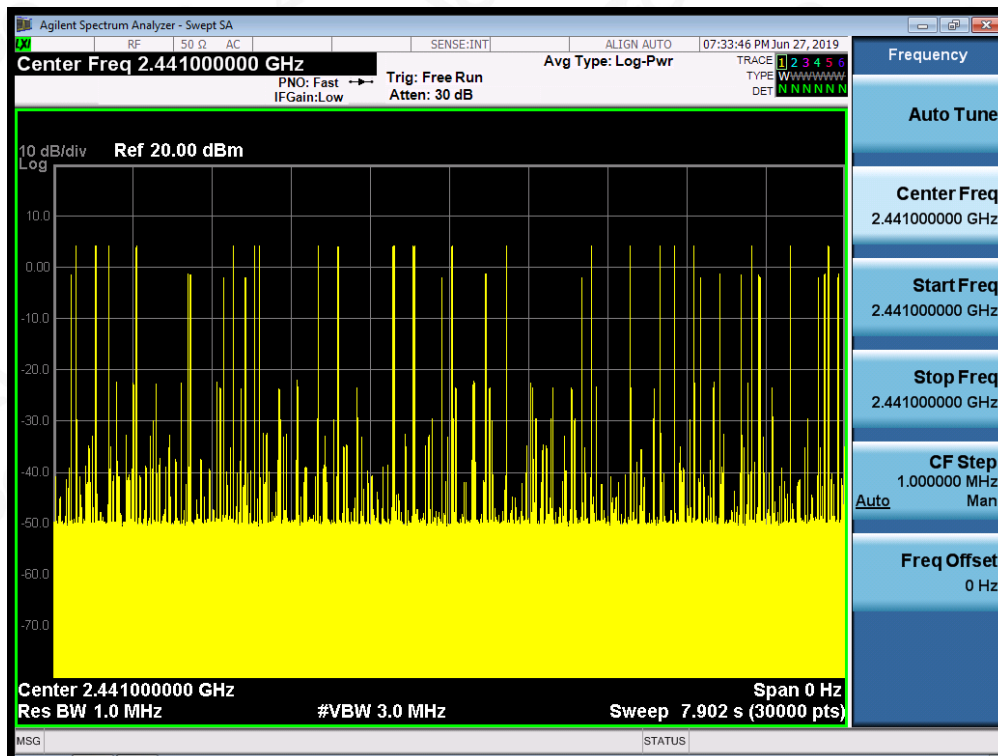 Agilent Spectrum Analyzer - Swept SA
LXI RF 50 Ω AC SENSE:INT ALIGN AUTO 07:33:46 PM Jun 27, 2019
Center Freq 2.441000000 GHz
PNO: Fast
IFGain:Low
Trig: Free Run
Atten: 30 dB
Avg Type: Log-Pwr
TRACE 1 2 3 4 5 6
TYPE W
DET N N N N N N
10 dB/div Ref 20.00 dBm
Log
10.0
0.00
-10.0
-20.0
-30.0
-40.0
-50.0
-60.0
-70.0
Center 2.441000000 GHz Span 0 Hz
Res BW 1.0 MHz #VBW 3.0 MHz Sweep 7.902 s (30000 pts)
MSG STATUS
Frequency
Auto Tune
Center Freq
2.441000000 GHz
Start Freq
2.441000000 GHz
Stop Freq
2.441000000 GHz
CF Step
1.000000 MHz
Auto Man
Freq Offset
0 Hz